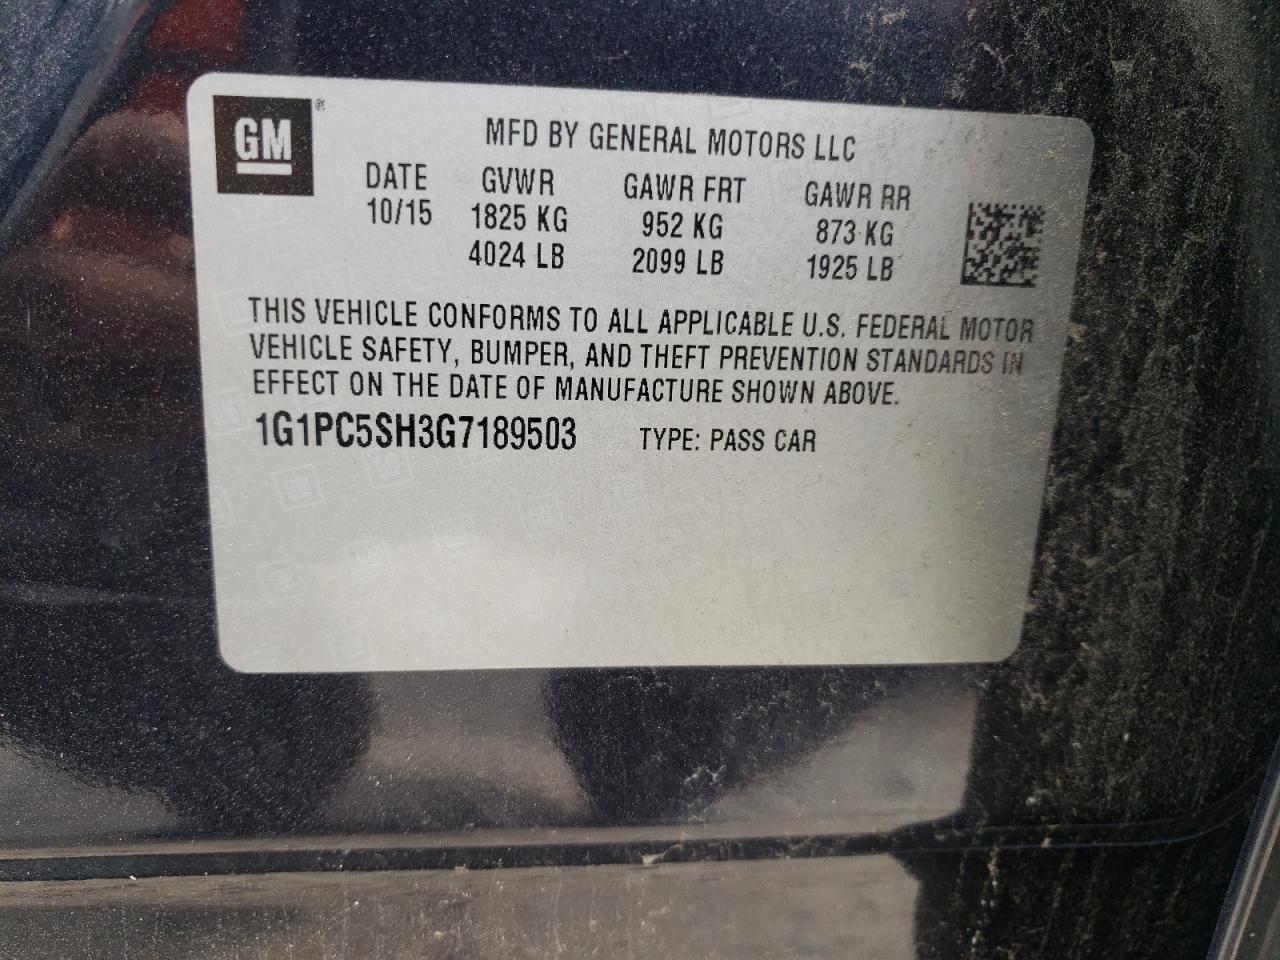 GM®
MFD BY GENERAL MOTORS LLC
DATE GVWR GAWR FRT GAWR RR
10/15 1825 KG 952 KG 873 KG
4024 LB 2099 LB 1925 LB
THIS VEHICLE CONFORMS TO ALL APPLICABLE U.S. FEDERAL MOTOR
VEHICLE SAFETY, BUMPER, AND THEFT PREVENTION STANDARDS IN
EFFECT ON THE DATE OF MANUFACTURE SHOWN ABOVE.
1G1PC5SH3G7189503 TYPE: PASS CAR